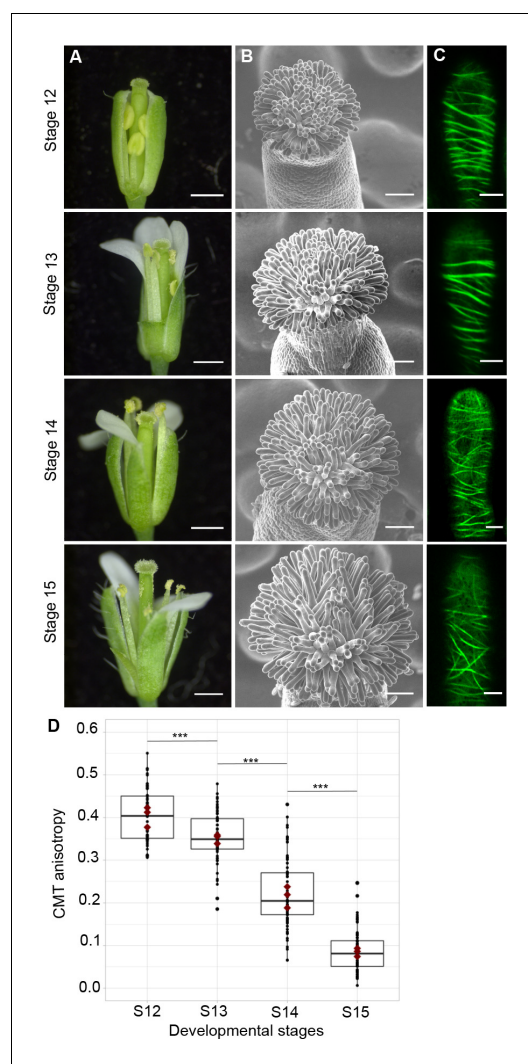 A
B
C
Stage 12
Stage 13
Stage 14
Stage 15
D
0.6
0.5
0.4
0.3
0.2
0.1
0.0
CMT anisotropy
***
***
***
S12 S13 S14 S15
Developmental stages